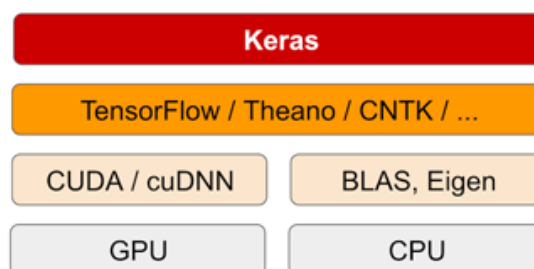 Keras
TensorFlow / Theano / CNTK / ...
CUDA / cuDNN
BLAS, Eigen
GPU
CPU